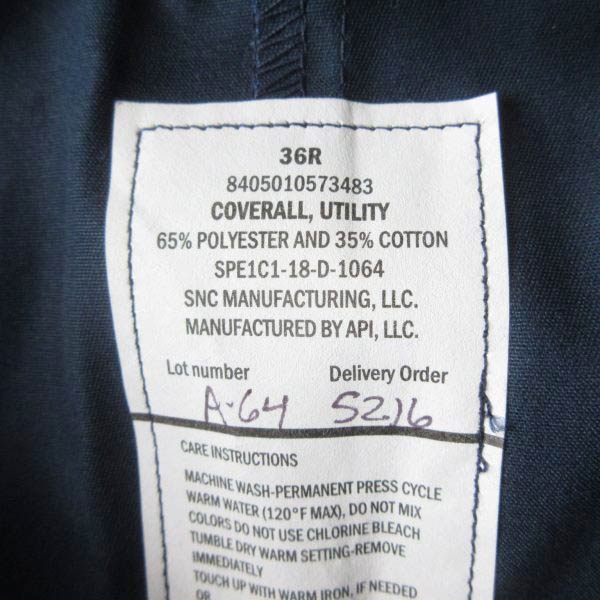 36R
8405010573483
COVERALL, UTILITY
65% POLYESTER AND 35% COTTON
SPE1C1-18-D-1064
SNC MANUFACTURING, LLC.
MANUFACTURED BY API, LLC.
Lot number Delivery Order
A-64 5216
CARE INSTRUCTIONS
MACHINE WASH-PERMANENT PRESS CYCLE
WARM WATER (120°F MAX), DO NOT MIX
COLORS DO NOT USE CHLORINE BLEACH
TUMBLE DRY WARM SETTING-REMOVE
IMMEDIATELY
TOUCH UP WITH WARM IRON, IF NEEDED
OR